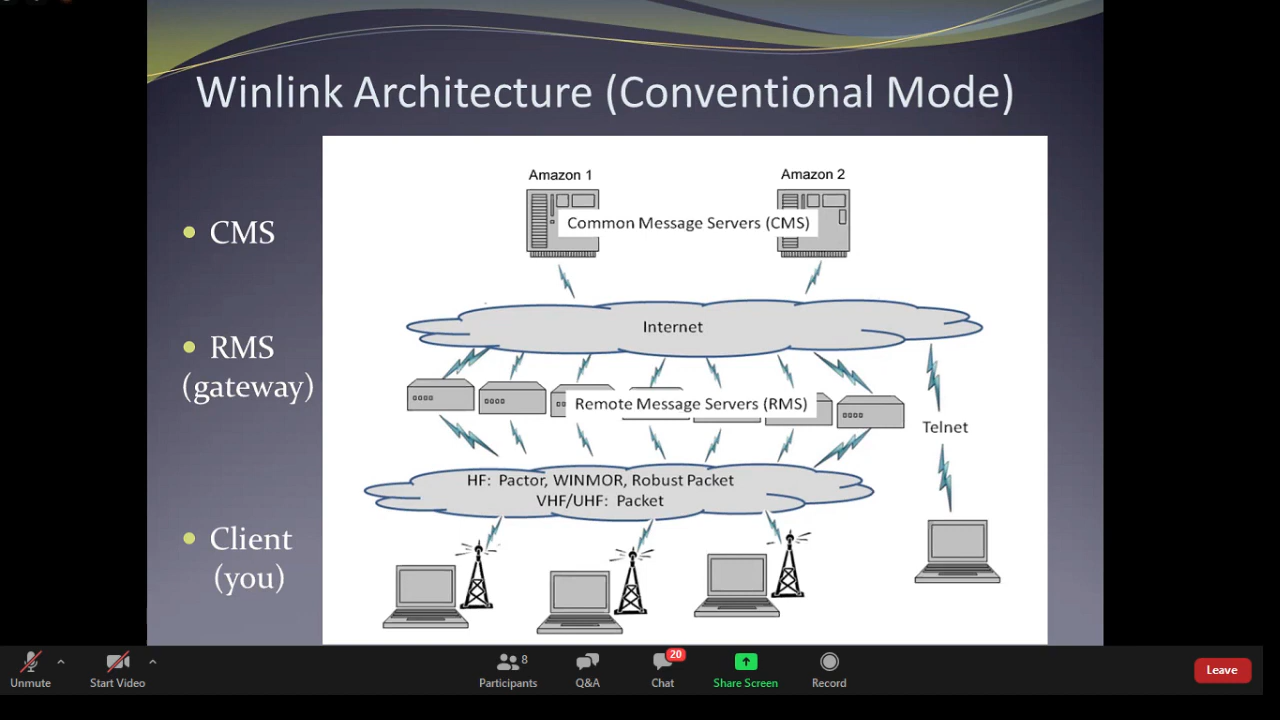 Winlink Architecture (Conventional Mode)
• CMS
• RMS
(gateway)
• Client
(you)
Amazon 1
Amazon 2
Common Message Servers (CMS)
Internet
Remote Message Servers (RMS)
Telnet
HF: Pactor, WINMOR, Robust Packet
VHF/UHF: Packet
Unmute
Start Video
8
Participants
Q&A
20
Chat
Share Screen
Record
Leave